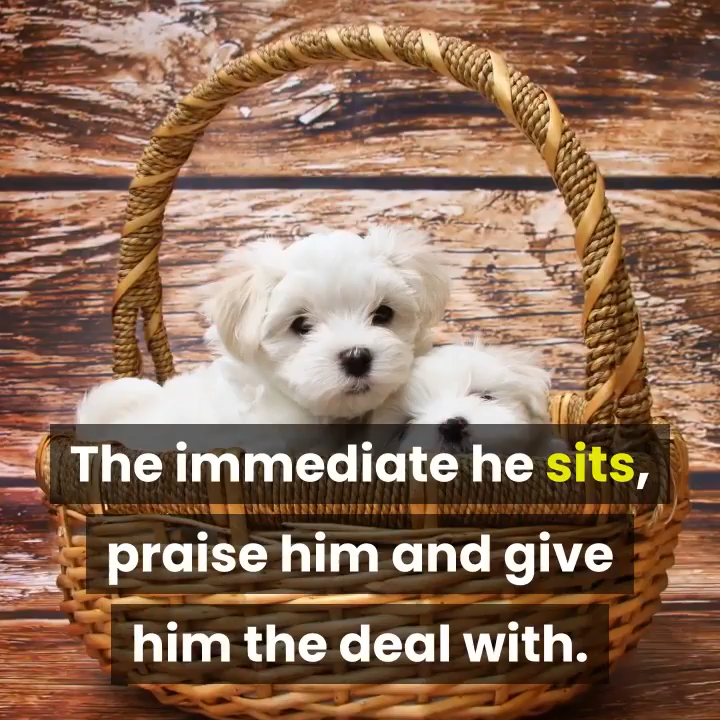 The immediate he sits,
praise him and give
him the deal with.